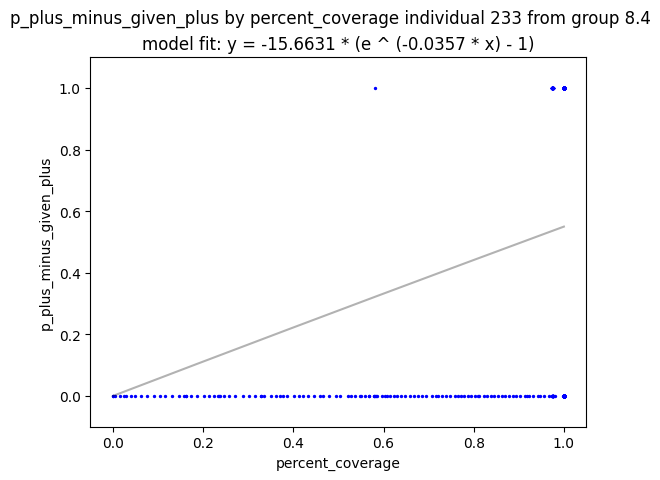 p_plus_minus_given_plus by percent_coverage individual 233 from group 8.4
model fit: y = -15.6631 * (e ^ (-0.0357 * x) - 1)
p_plus_minus_given_plus
1.0
0.8
0.6
0.4
0.2
0.0
0.0 0.2 0.4 0.6 0.8 1.0
percent_coverage